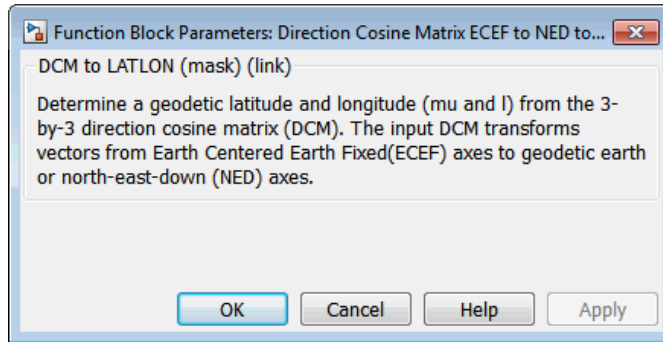 Function Block Parameters: Direction Cosine Matrix ECEF to NED to...
DCM to LATLON (mask) (link)
Determine a geodetic latitude and longitude (mu and l) from the 3-
by-3 direction cosine matrix (DCM). The input DCM transforms
vectors from Earth Centered Earth Fixed(ECEF) axes to geodetic earth
or north-east-down (NED) axes.
OK Cancel Help Apply